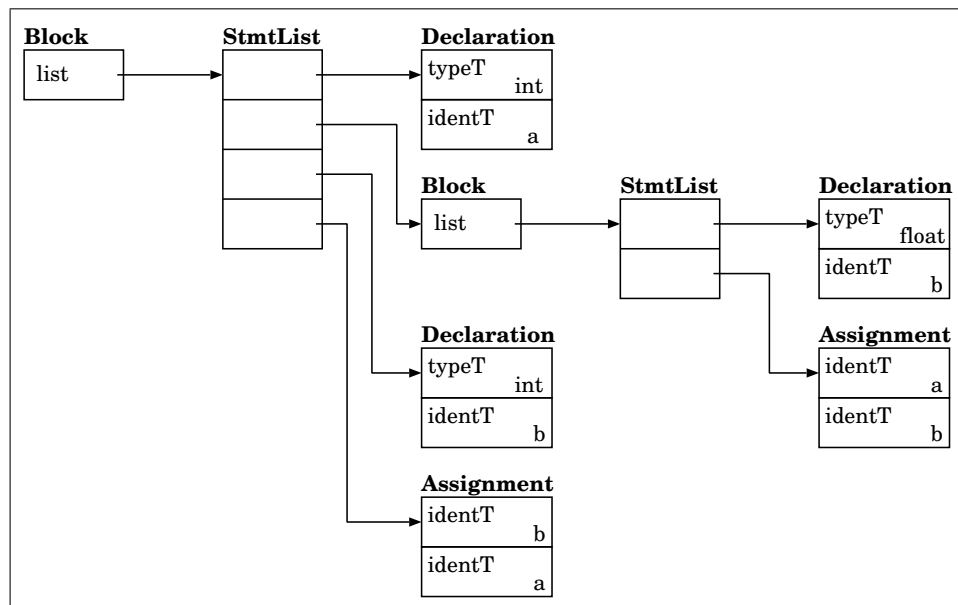 Block
list
StmtList
Declaration
typeT
int
identT
a
Block
list
StmtList
Declaration
typeT
float
identT
b
Declaration
typeT
int
identT
b
Assignment
identT
a
identT
b
Assignment
identT
b
identT
a